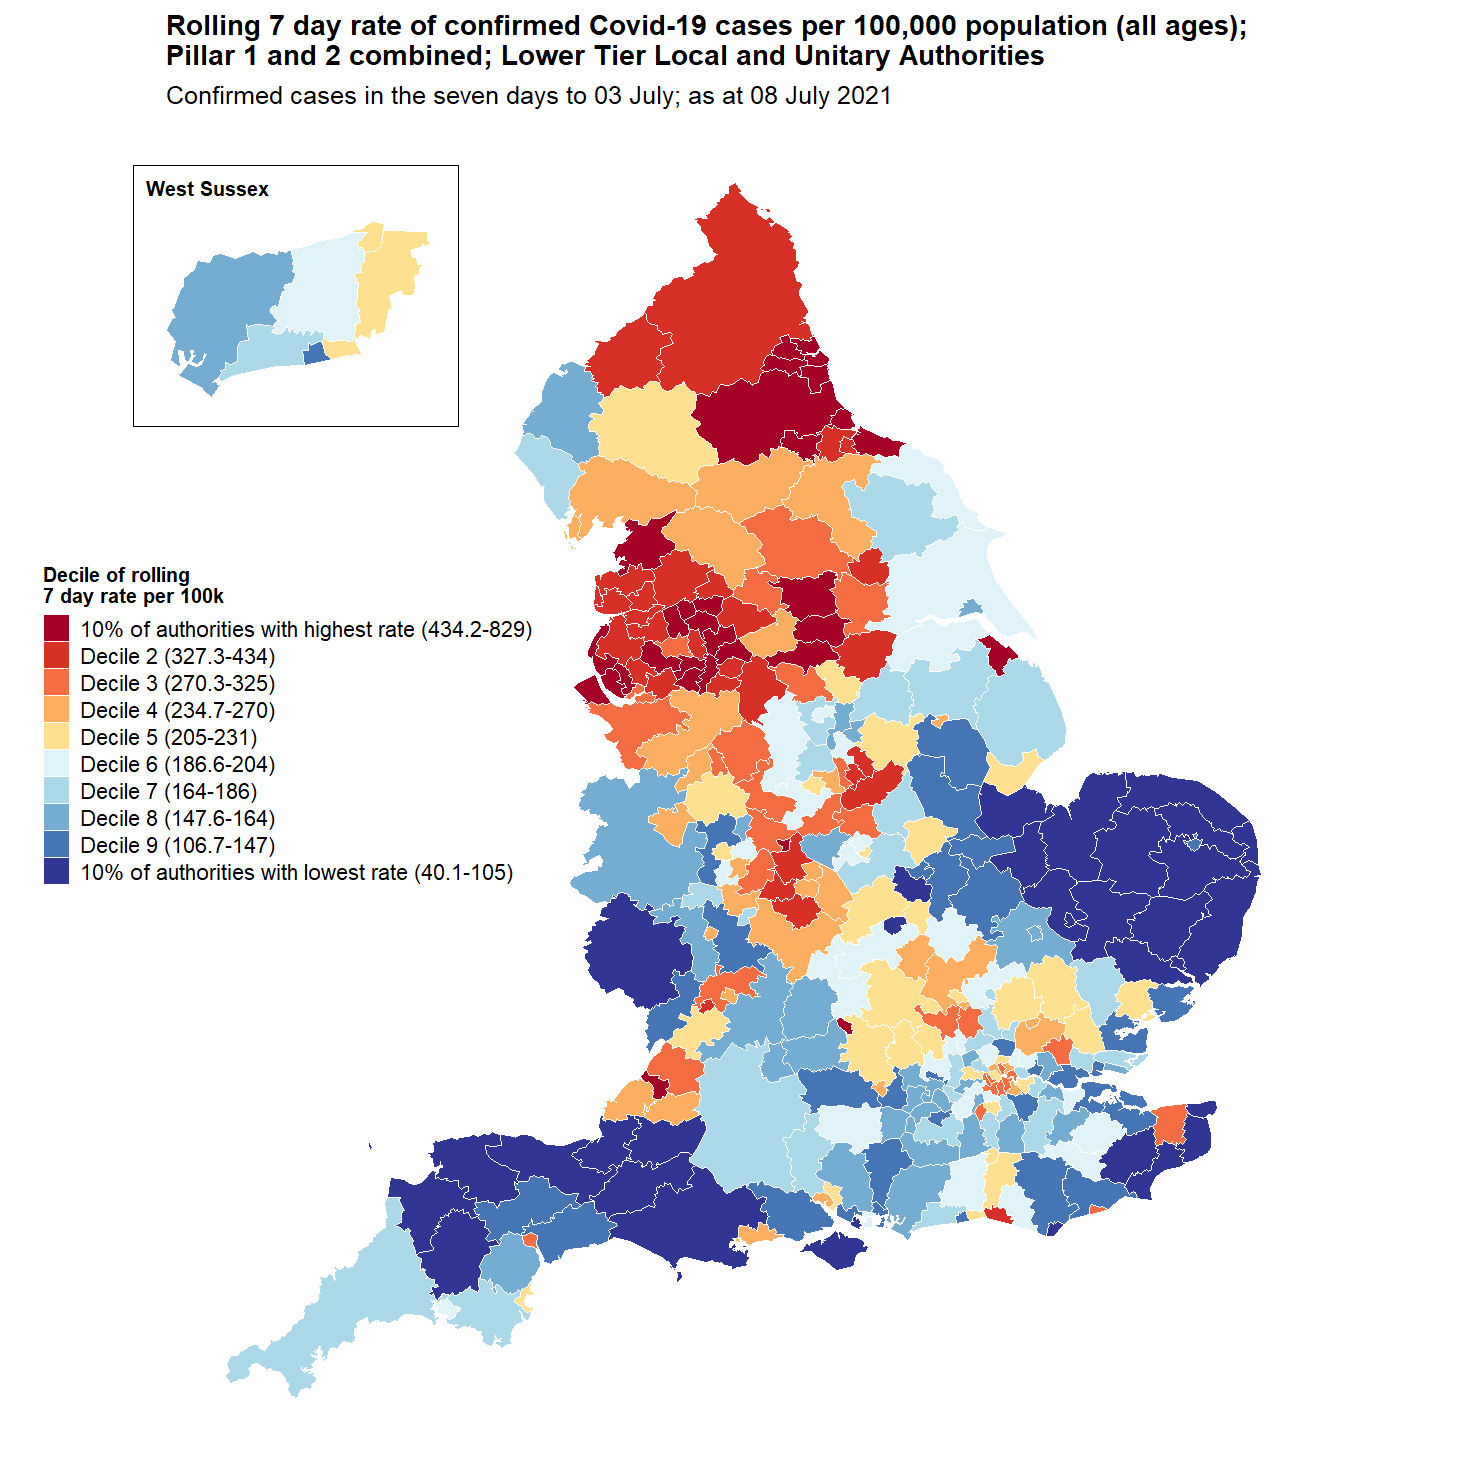 Rolling 7 day rate of confirmed Covid-19 cases per 100,000 population (all ages);
Pillar 1 and 2 combined; Lower Tier Local and Unitary Authorities
Confirmed cases in the seven days to 03 July; as at 08 July 2021
West Sussex
Decile of rolling
7 day rate per 100k
10% of authorities with highest rate (434.2-829)
Decile 2 (327.3-434)
Decile 3 (270.3-325)
Decile 4 (234.7-270)
Decile 5 (205-231)
Decile 6 (186.6-204)
Decile 7 (164-186)
Decile 8 (147.6-164)
Decile 9 (106.7-147)
10% of authorities with lowest rate (40.1-105)